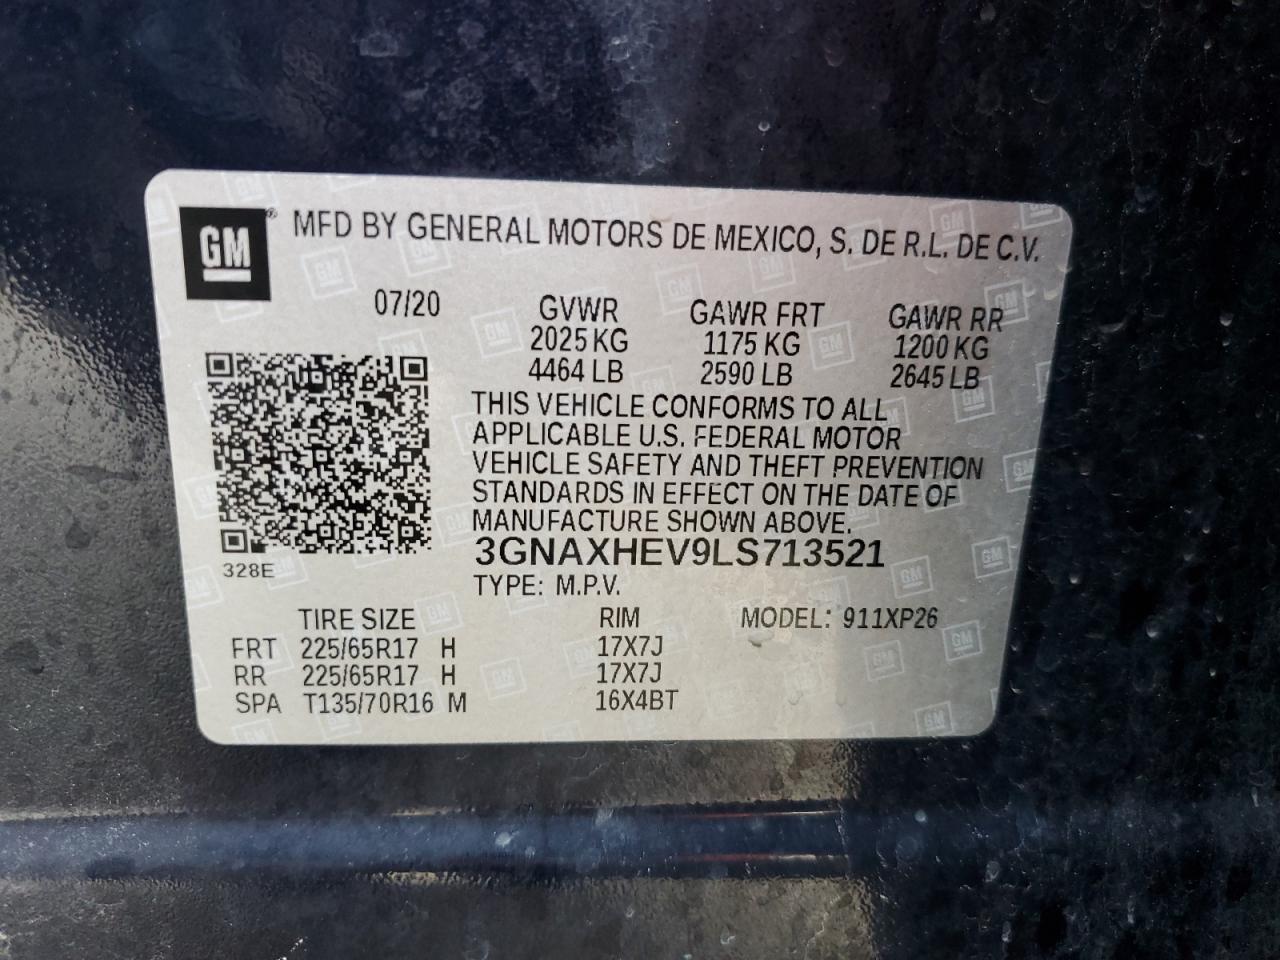 GM® MFD BY GENERAL MOTORS DE MEXICO, S. DE R.L. DE C.V.
07/20 GVWR GAWR FRT GAWR RR
2025 KG 1175 KG 1200 KG
4464 LB 2590 LB 2645 LB
THIS VEHICLE CONFORMS TO ALL
APPLICABLE U.S. FEDERAL MOTOR
VEHICLE SAFETY AND THEFT PREVENTION
STANDARDS IN EFFECT ON THE DATE OF
MANUFACTURE SHOWN ABOVE.
3GNAXHEV9LS713521
328E TYPE: M.P.V.
TIRE SIZE RIM MODEL: 911XP26
FRT 225/65R17 H 17X7J
RR 225/65R17 H 17X7J
SPA T135/70R16 M 16X4BT